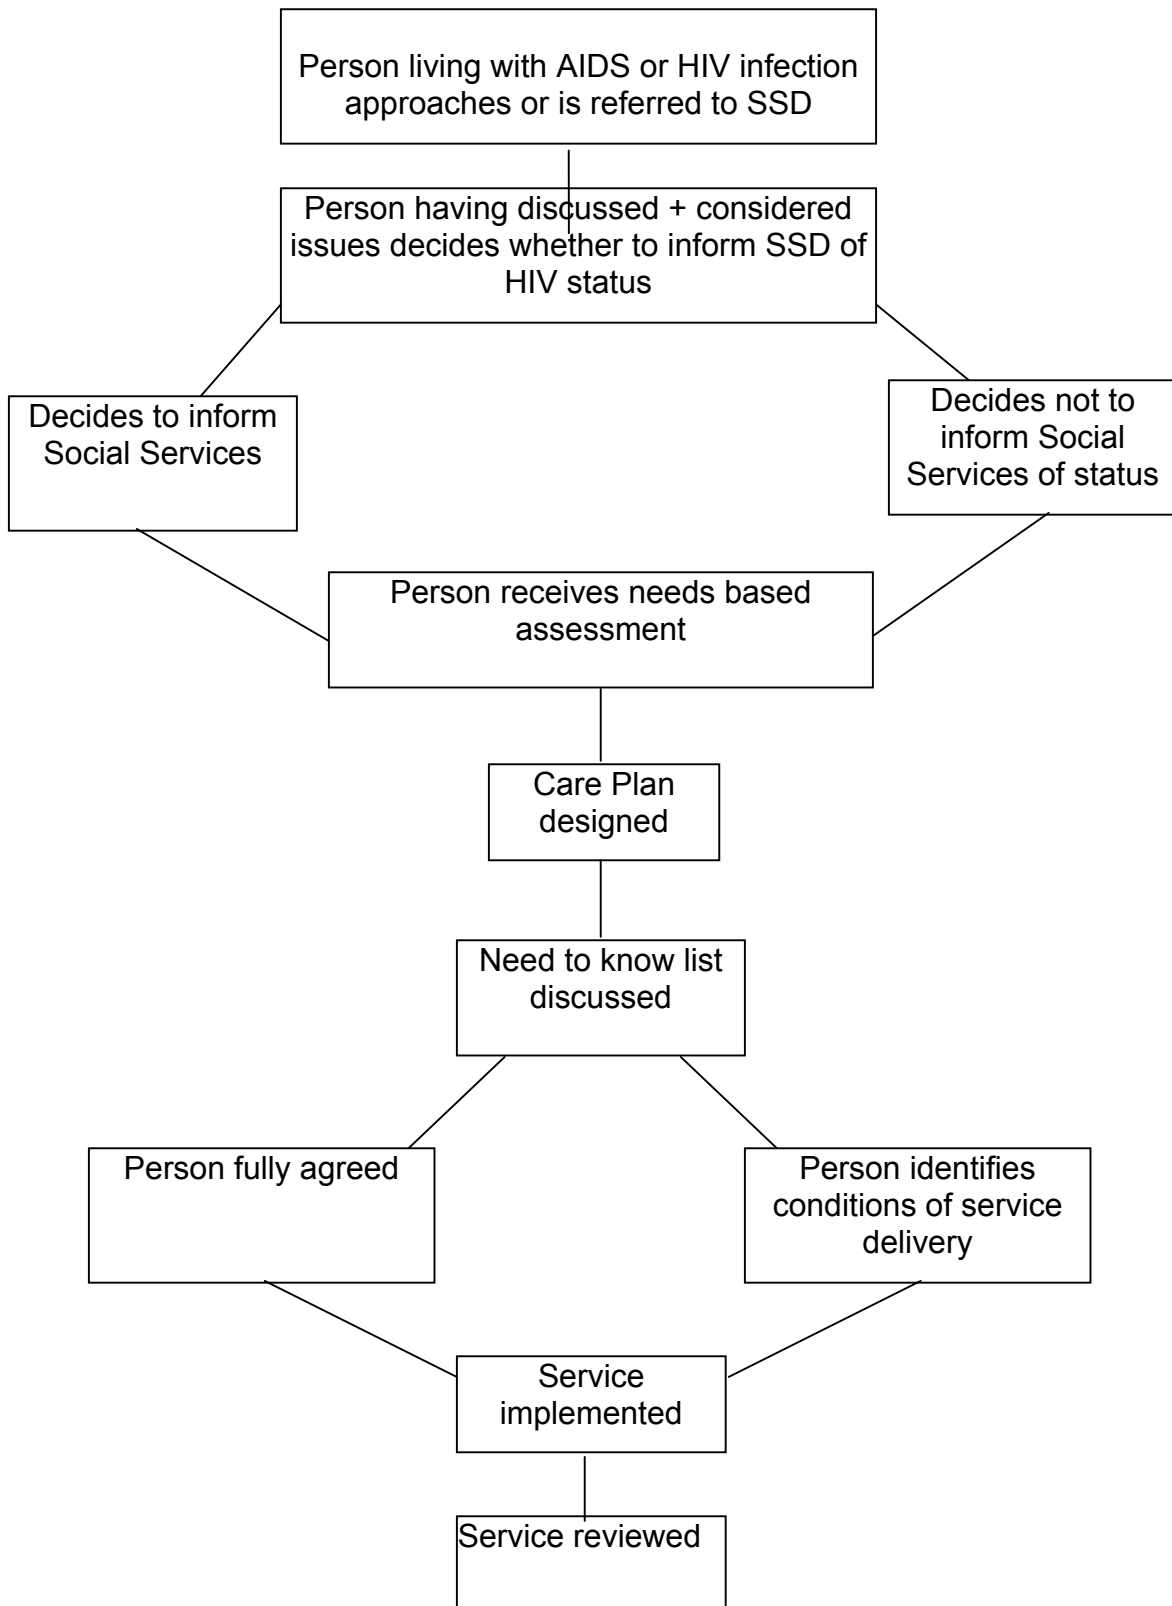 Person living with AIDS or HIV infection
approaches or is referred to SSD
Person having discussed + considered
issues decides whether to inform SSD of
HIV status
Decides to inform
Social Services
Decides not to
inform Social
Services of status
Person receives needs based
assessment
Care Plan
designed
Need to know list
discussed
Person fully agreed
Person identifies
conditions of service
delivery
Service
implemented
Service reviewed